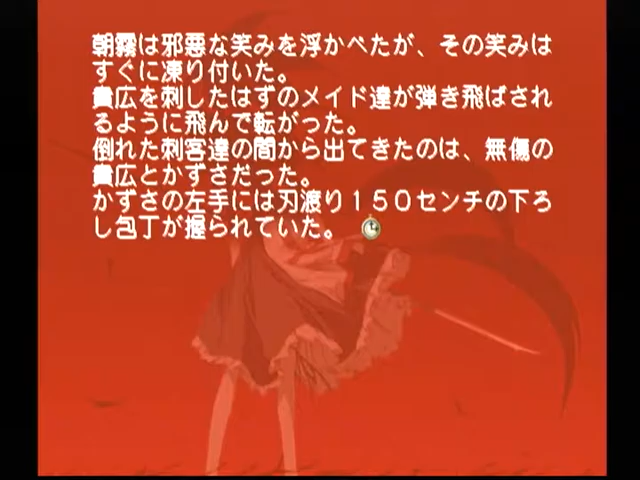 朝霧は邪悪な笑みを浮かべたが、その笑みは
すぐに凍り付いた。
貴広を刺したはずのメイド達が弾き飛ばされ
るように飛んで転がった。
倒れた刺客達の間から出てきたのは、無傷の
貴広とかずさだった。
かずさの左手には刃渡り１５０センチの下ろ
し包丁が握られていた。